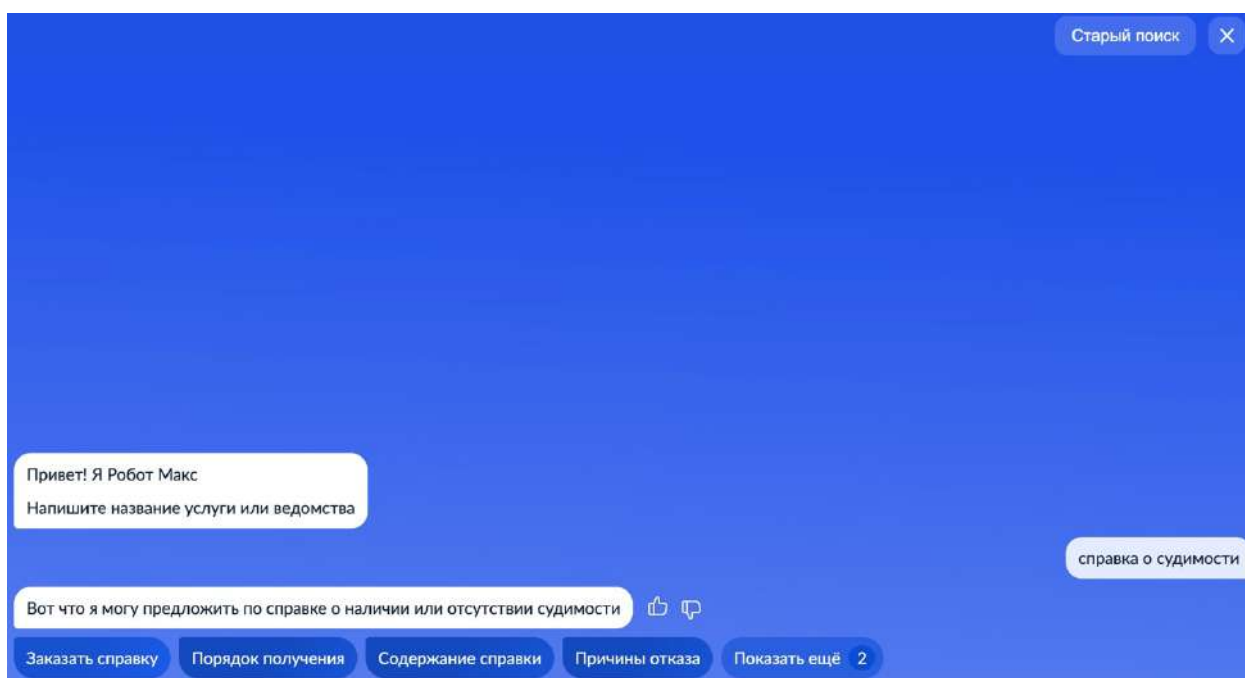 Старый поиск
Привет! Я Робот Макс
Напишите название услуги или ведомства
справка о судимости
Вот что я могу предложить по справке о наличии или отсутствии судимости
Заказать справку Порядок получения Содержание справки Причины отказа Показать ещё 2